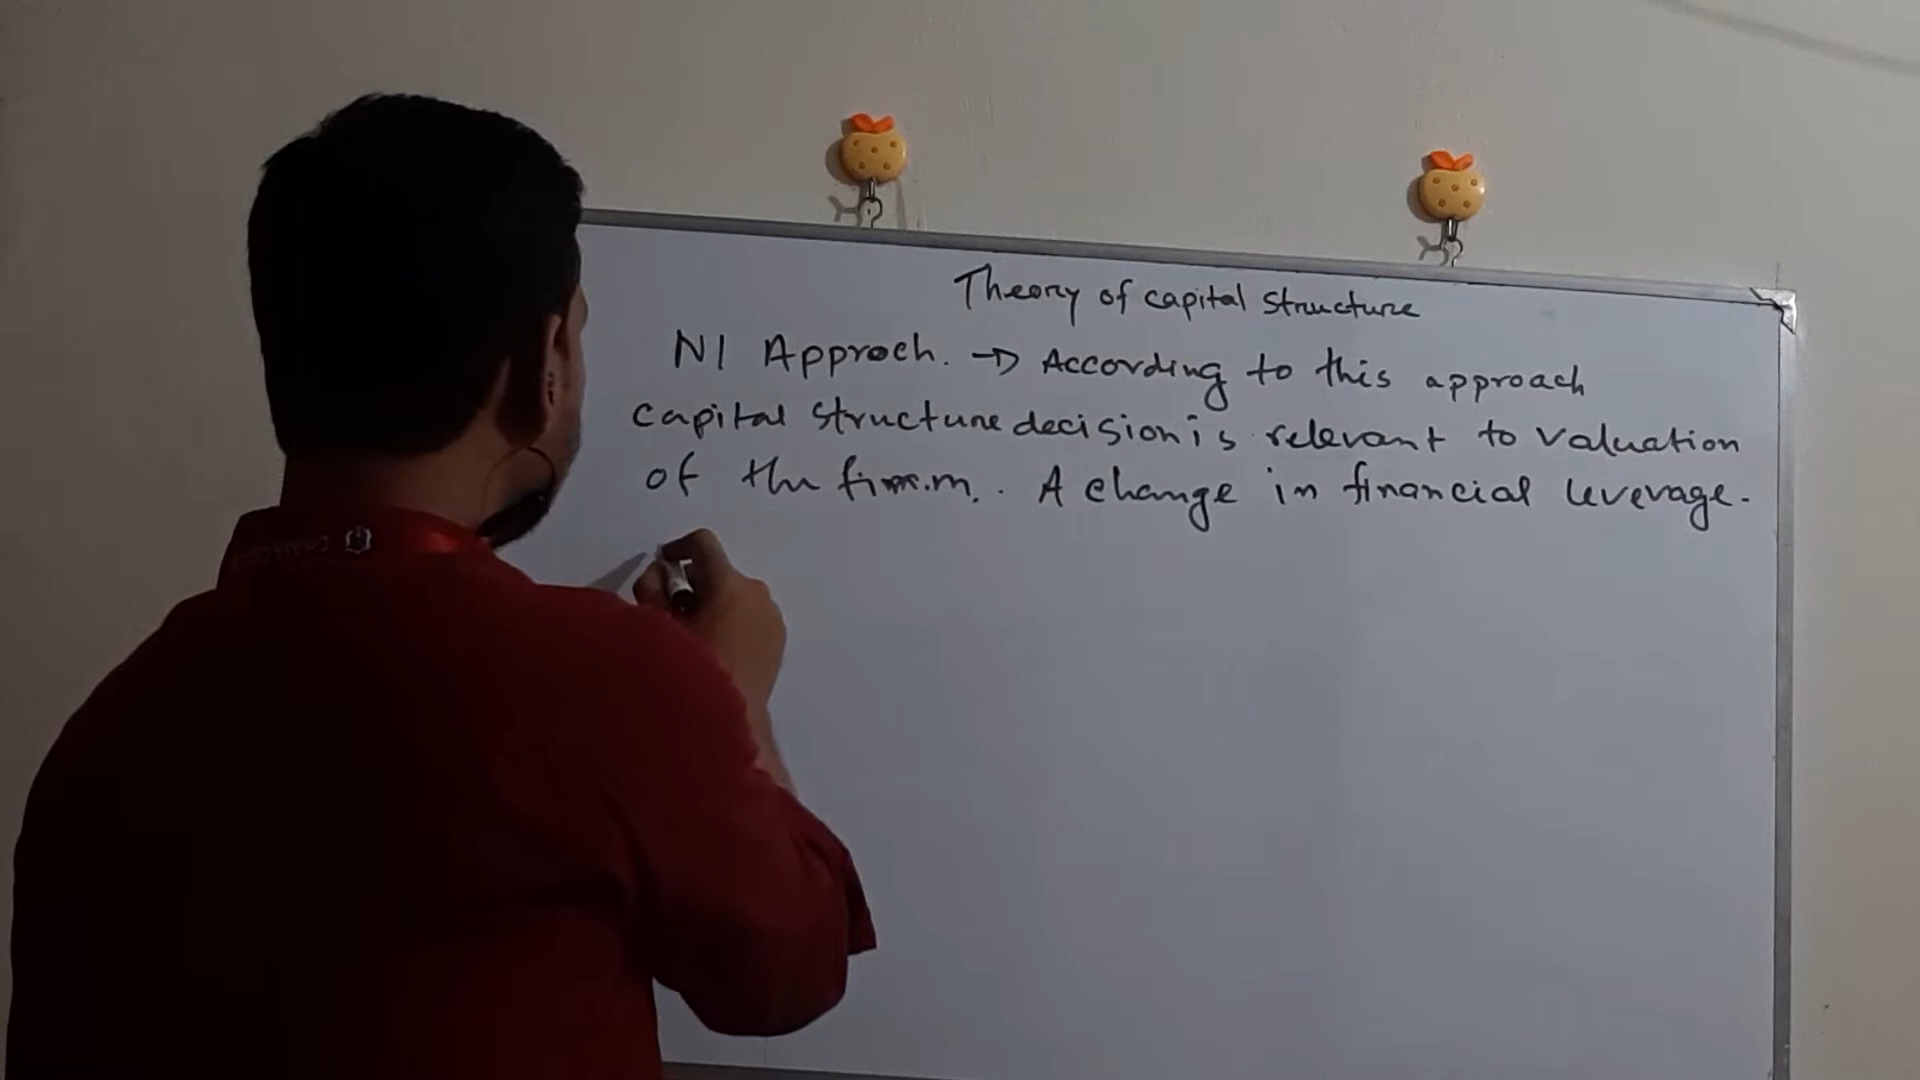 Theory of capital structure
NI Approch. → According to this approach
capital structure decision is relevant to valuation
of the firm. A change in financial leverage.